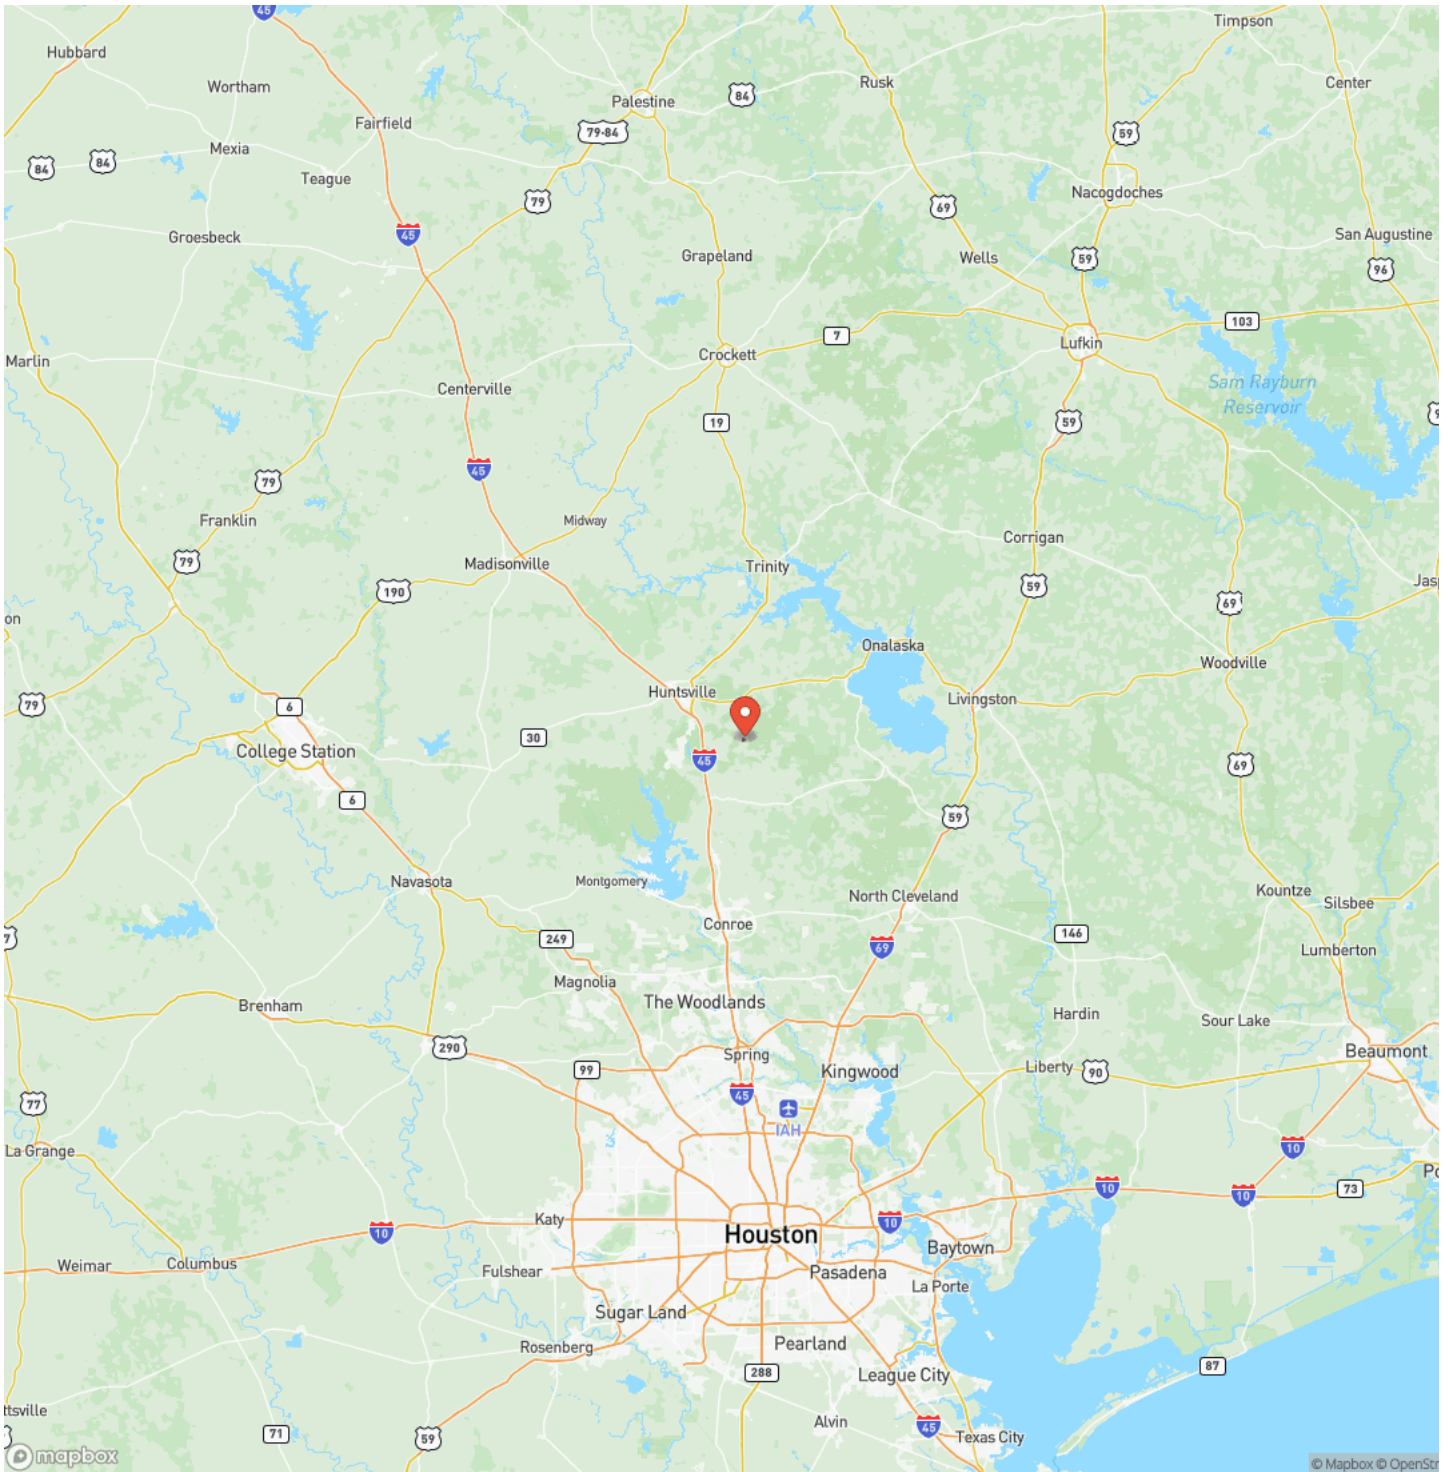 45
Timpson
Hubbard
Wortham
Rusk
Center
84
Palestine
Fairfield
79-84
59
Mexia
84
84
Teague
79
Nacogdoches
69
45
Groesbeck
San Augustine
Grapeland
Wells
59
96
103
7
Lufkin
Crockett
Marlin
Centerville
Sam Rayburn
Reservoir
19
59
45
79
Franklin
Midway
Corrigan
79
Madisonville
Trinity
190
59
69
Onalaska
Woodville
Huntsville
Livingston
79
6
30
College Station
45
69
6
59
Navasota
Montgomery
North Cleveland
Kountze
Silsbee
Conroe
249
69
146
Lumberton
Magnolia
The Woodlands
Brenham
Hardin
Sour Lake
290
Spring
Beaumont
99
Kingwood
Liberty
90
45
77
IAH
La Grange
10
10
73
10
Katy
10
10
Houston
Baytown
Columbus
Weimar
Fulshear
Pasadena
La Porte
Sugar Land
Rosenberg
Pearland
288
League City
87
Alvin
71
59
45
Texas City
mapbox
© Mapbox © OpenStr